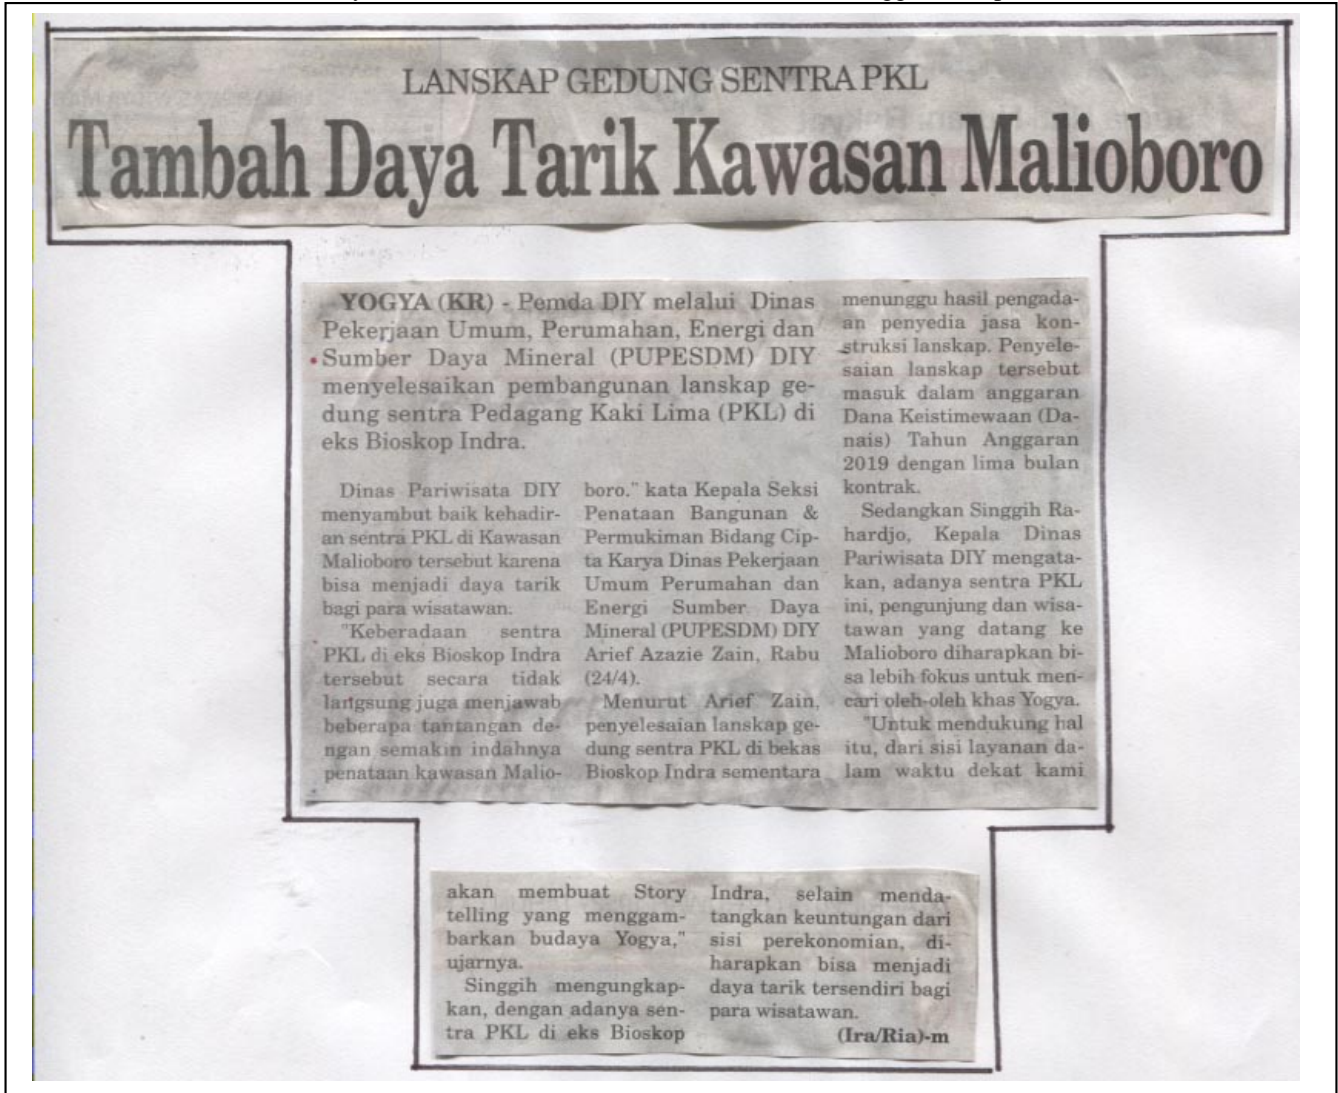 LANSKAP GEDUNG SENTRA PKL
Tambah Daya Tarik Kawasan Malioboro
YOGYA (KR) - Pemda DIY melalui Dinas
Pekerjaan Umum, Perumahan, Energi dan
Sumber Daya Mineral (PUPESDM) DIY
menyelesaikan pembangunan lanskap ge-
dung sentra Pedagang Kaki Lima (PKL) di
eks Bioskop Indra.
Dinas Pariwisata DIY
menyambut baik kehadir-
an sentra PKL di Kawasan
Malioboro tersebut karena
bisa menjadi daya tarik
bagi para wisatawan.
"Keberadaan sentra
PKL di eks Bioskop Indra
tersebut secara tidak
langsung juga menjawab
beberapa tantangan de-
ngan semakin indahnya
penataan kawasan Malio-
boro." kata Kepala Seksi
Penataan Bangunan &
Permukiman Bidang Cip-
ta Karya Dinas Pekerjaan
Umum Perumahan dan
Energi Sumber Daya
Mineral (PUPESDM) DIY
Arief Azazie Zain, Rabu
(24/4).
Menurut Arief Zain,
penyelesaian lanskap ge-
dung sentra PKL di bekas
Bioskop Indra sementara
menunggu hasil pengada-
an penyedia jasa kon-
struksi lanskap. Penyele-
saian lanskap tersebut
masuk dalam anggaran
Dana Keistimewaan (Da-
nais) Tahun Anggaran
2019 dengan lima bulan
kontrak.
Sedangkan Singgih Ra-
hardjo, Kepala Dinas
Pariwisata DIY mengata-
kan, adanya sentra PKL
ini, pengunjung dan wisa-
tawan yang datang ke
Malioboro diharapkan bi-
sa lebih fokus untuk men-
cari oleh-oleh khas Yogya.
"Untuk mendukung hal
itu, dari sisi layanan da-
lam waktu dekat kami
akan membuat Story
telling yang menggam-
barkan budaya Yogya,"
ujarnya.
Singgih mengungkap-
kan, dengan adanya sen-
tra PKL di eks Bioskop
Indra, selain menda-
tangkan keuntungan dari
sisi perekonomian, di-
harapkan bisa menjadi
daya tarik tersendiri bagi
para wisatawan.
(Ira/Ria)-m